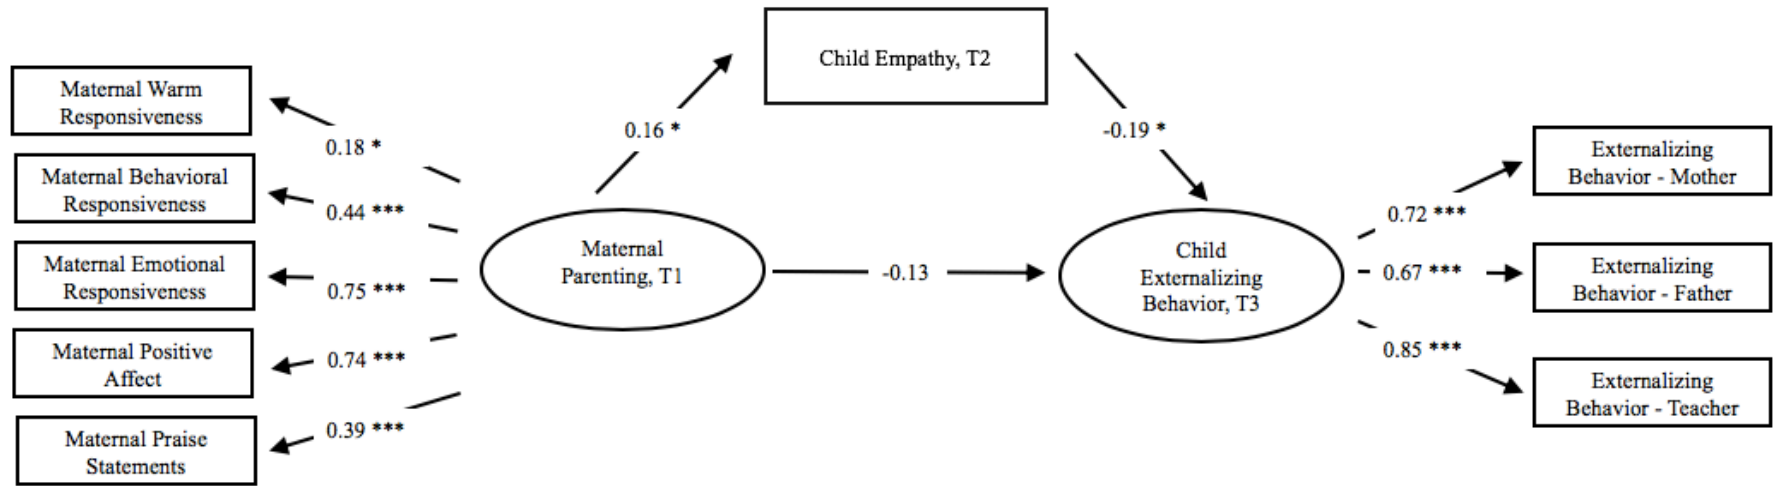 Child Empathy, T2
Maternal Warm
Responsiveness
0.18 *
0.16 *
-0.19 *
Maternal Behavioral
Responsiveness
0.44 ***
Maternal Emotional
Responsiveness
0.75 ***
Maternal Positive
Affect
0.74 ***
Maternal Praise
Statements
0.39 ***
Maternal
Parenting, T1
-0.13
Child
Externalizing
Behavior, T3
Externalizing
Behavior - Mother
0.72 ***
Externalizing
Behavior - Father
0.67 ***
Externalizing
Behavior - Teacher
0.85 ***